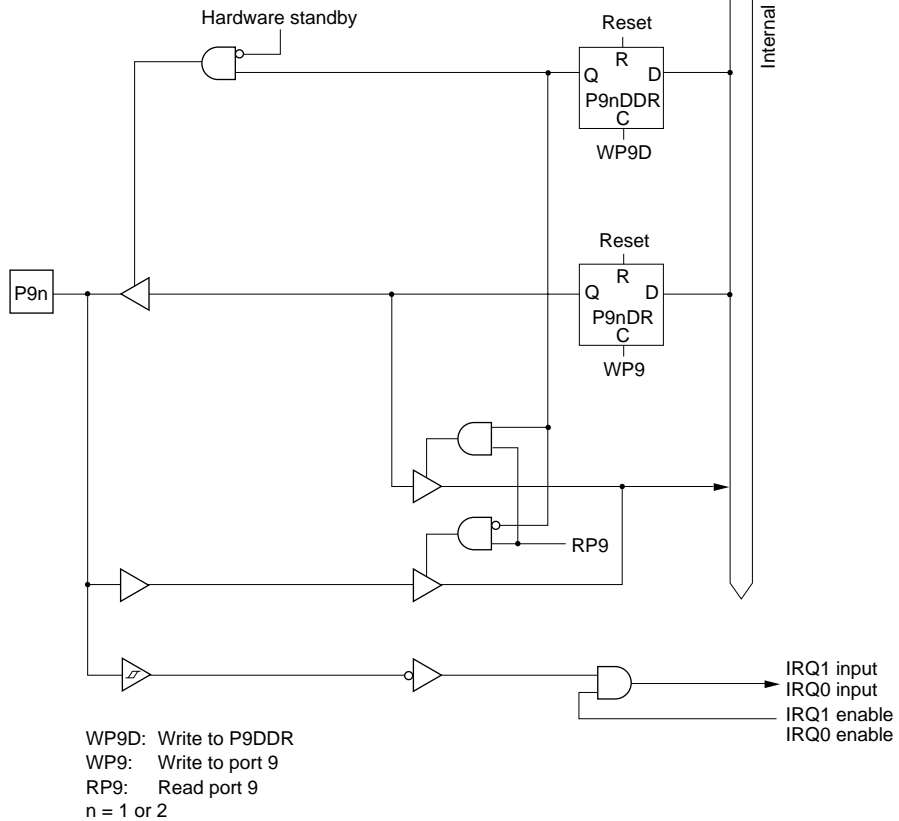 Hardware standby
Reset
Internal
R
Q D
P9nDDR
C
WP9D
Reset
R
P9n
Q D
P9nDR
C
WP9
RP9
IRQ1 input
IRQ0 input
IRQ1 enable
IRQ0 enable
WP9D: Write to P9DDR
WP9: Write to port 9
RP9: Read port 9
n = 1 or 2